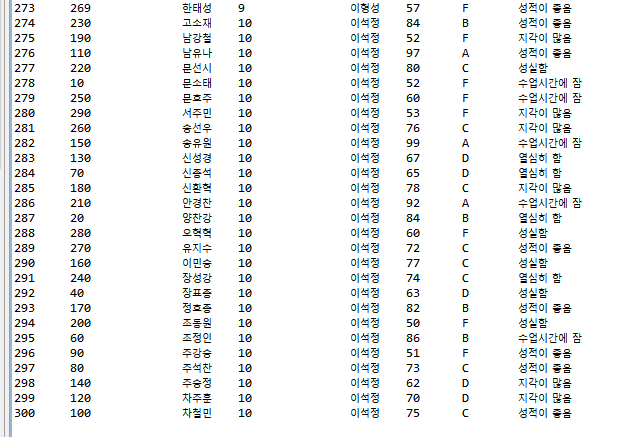 273 269 한태성 9 이형성 57 F 성적이 좋음
274 230 고소재 10 이석정 84 B 성적이 좋음
275 190 남강철 10 이석정 52 F 지각이 많음
276 110 남유나 10 이석정 97 A 성적이 좋음
277 220 문선시 10 이석정 80 C 성실함
278 10 문소태 10 이석정 52 F 수업시간에 잠
279 250 문호주 10 이석정 60 F 수업시간에 잠
280 290 서주민 10 이석정 53 F 지각이 많음
281 260 송선우 10 이석정 76 C 지각이 많음
282 150 송유원 10 이석정 99 A 수업시간에 잠
283 130 신성경 10 이석정 67 D 열심히 함
284 70 신종석 10 이석정 65 D 열심히 함
285 180 신환혁 10 이석정 78 C 지각이 많음
286 210 안경찬 10 이석정 92 A 수업시간에 잠
287 20 양찬강 10 이석정 84 B 열심히 함
288 280 오혁혁 10 이석정 60 F 성실함
289 270 유지수 10 이석정 72 C 성적이 좋음
290 160 이민승 10 이석정 77 C 성실함
291 240 장성강 10 이석정 74 C 열심히 함
292 40 장표종 10 이석정 63 D 성실함
293 170 정호종 10 이석정 82 B 성적이 좋음
294 200 조동원 10 이석정 50 F 성실함
295 60 조정인 10 이석정 86 B 수업시간에 잠
296 90 주강승 10 이석정 51 F 성적이 좋음
297 80 주석찬 10 이석정 73 C 성적이 좋음
298 140 주승정 10 이석정 62 D 지각이 많음
299 120 차주훈 10 이석정 70 D 지각이 많음
300 100 차철민 10 이석정 75 C 성적이 좋음